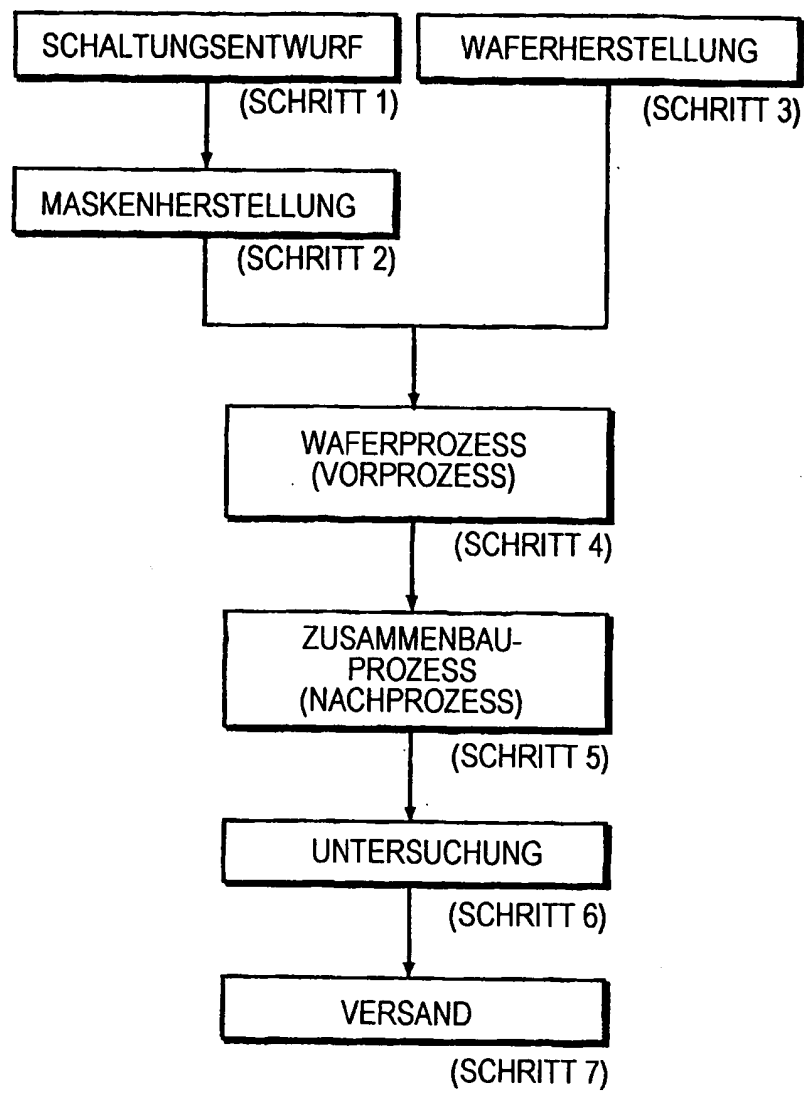 SCHALTUNGSENTWURF
(SCHRITT 1)
WAFERHERSTELLUNG
(SCHRITT 3)
MASKENHERSTELLUNG
(SCHRITT 2)
WAFERPROZESS
(VORPROZESS)
(SCHRITT 4)
ZUSAMMENBAU-
PROZESS
(NACHPROZESS)
(SCHRITT 5)
UNTERSUCHUNG
(SCHRITT 6)
VERSAND
(SCHRITT 7)